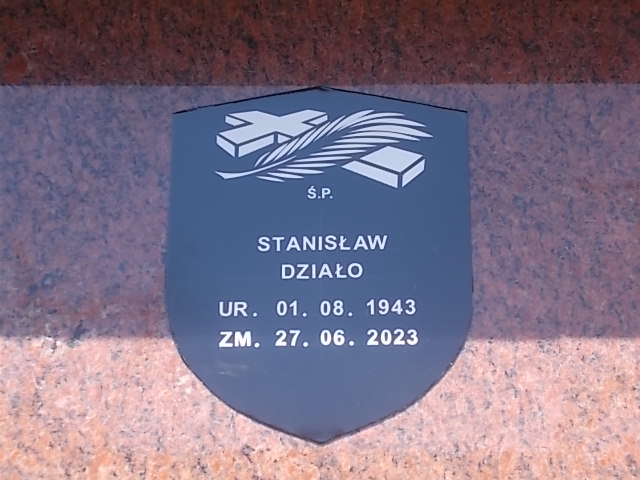 Ś.P.
STANISŁAW
DZIAŁO
UR. 01. 08. 1943
ZM. 27. 06. 2023